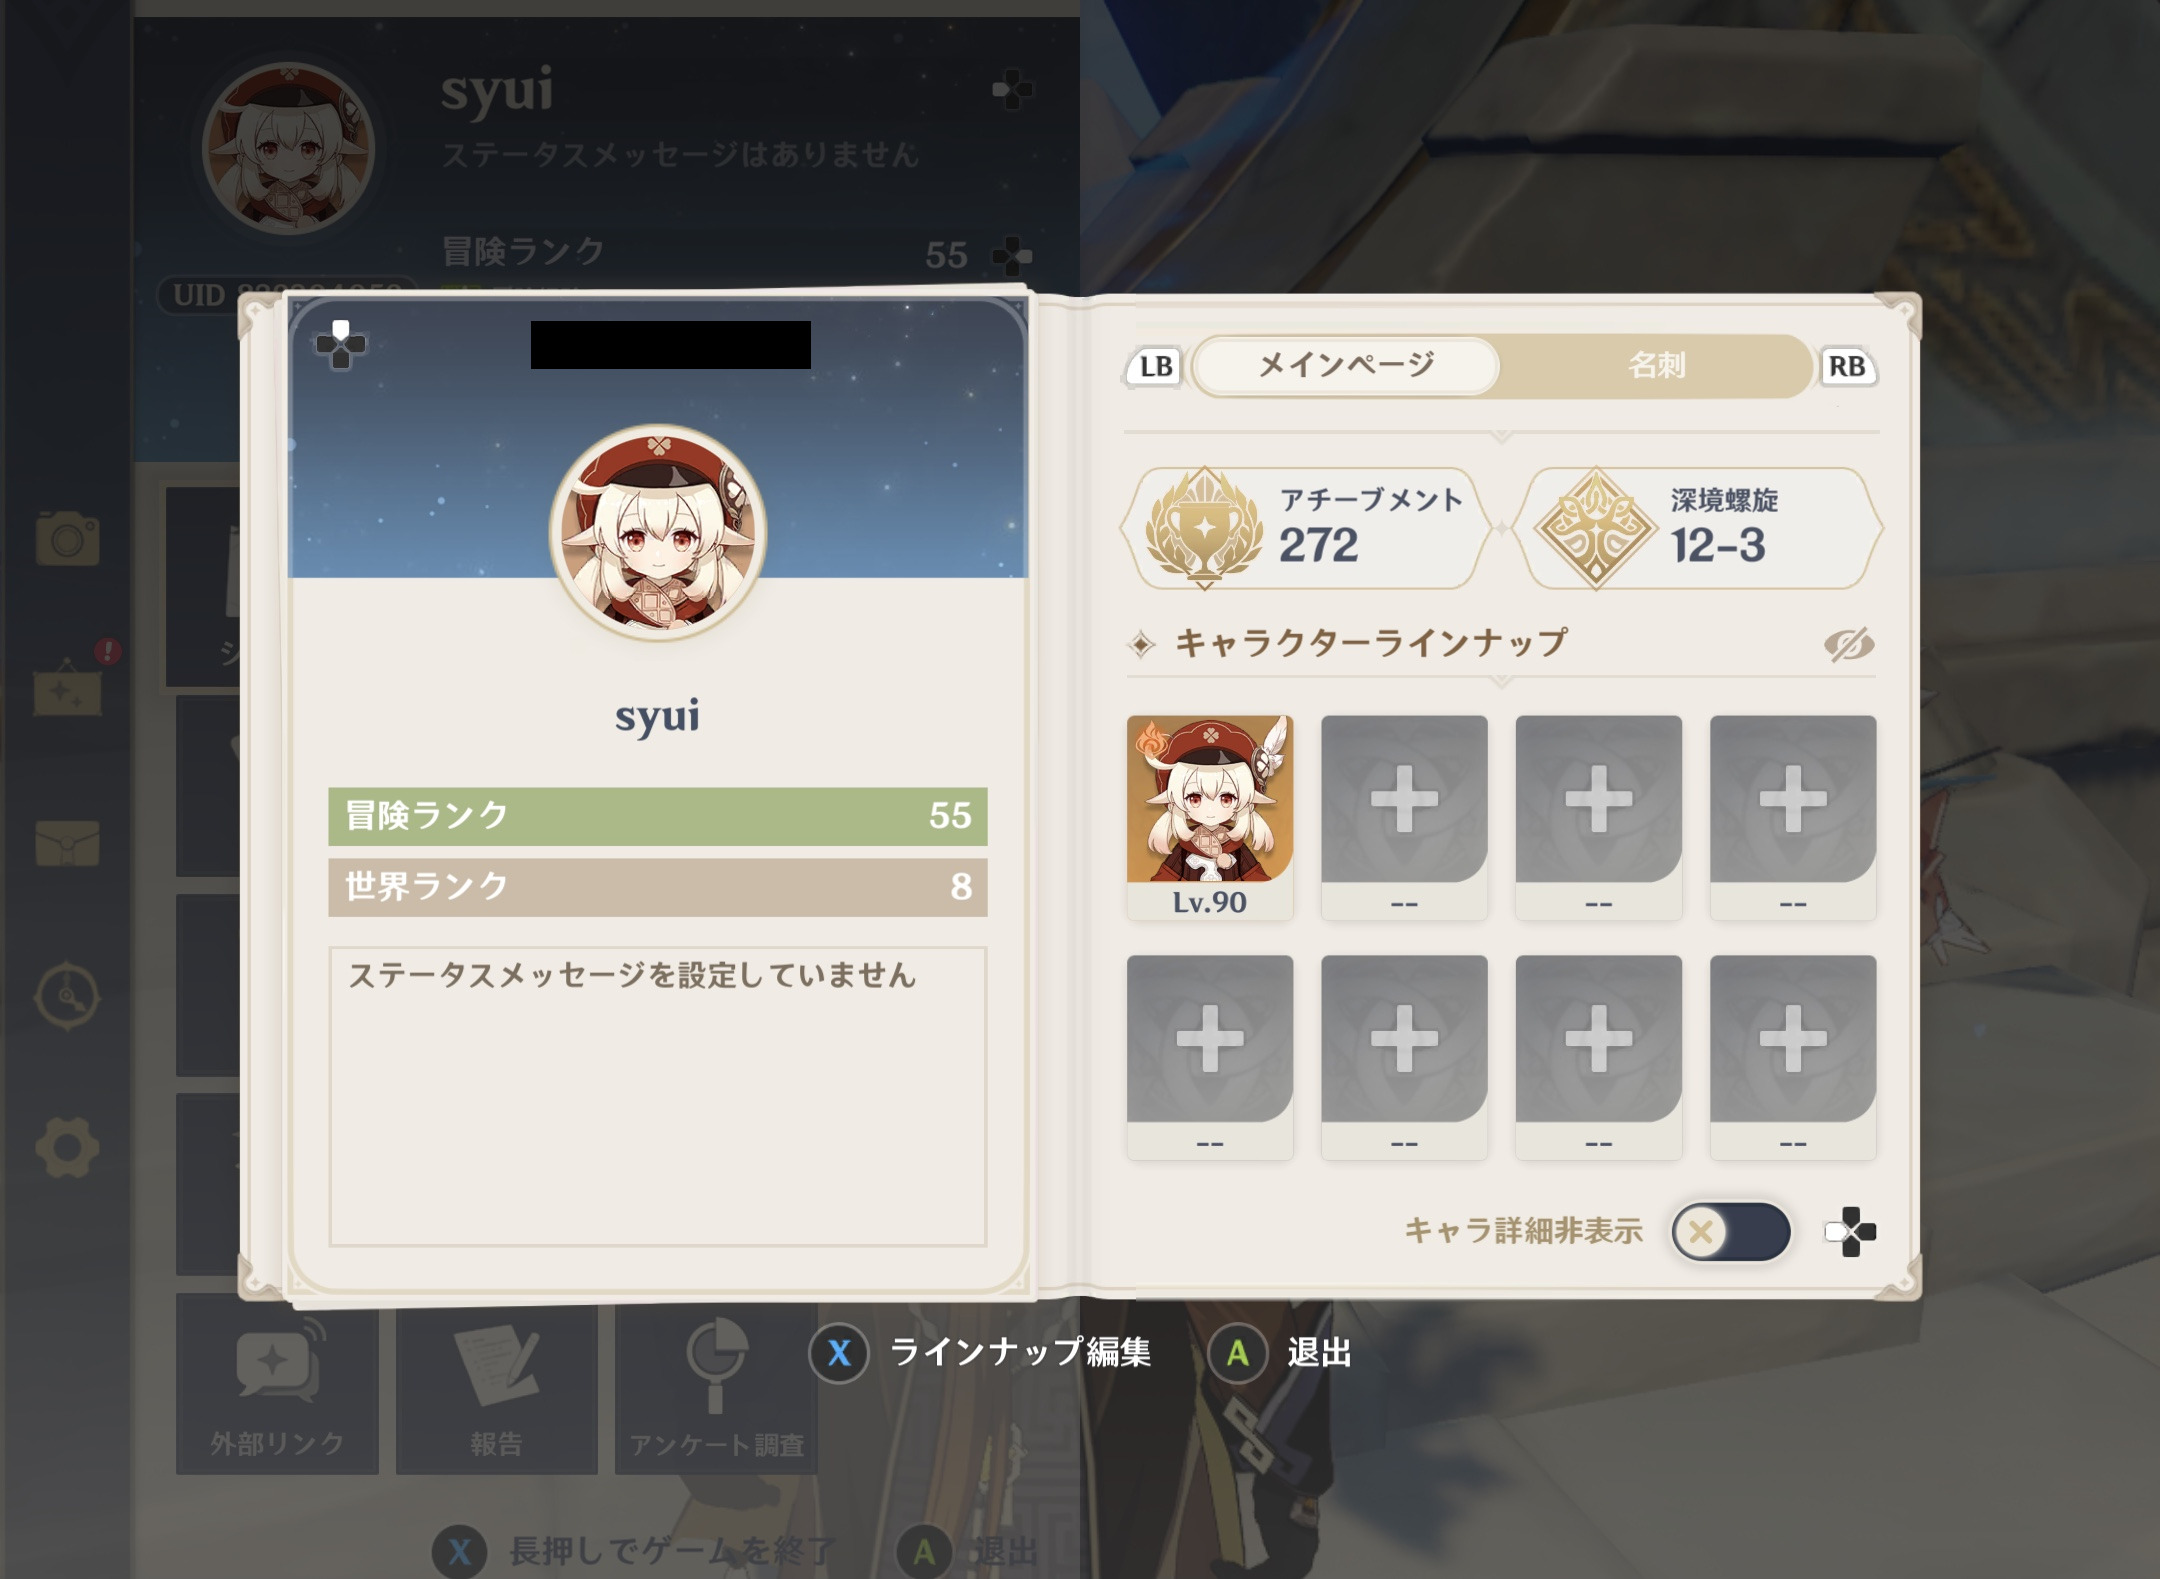 syui
ステータスメッセージはありません
冒険ランク 55
UID
LB メインページ 名刺 RB
アチーブメント
272
深境螺旋
12-3
キャラクターラインナップ
syui
冒険ランク 55
世界ランク 8
ステータスメッセージを設定していません
Lv.90 -- -- --
-- -- -- --
キャラ詳細非表示
X ラインナップ編集 A 退出
外部リンク 報告 アンケート調査
X 長押しでゲームを終了 A 退出